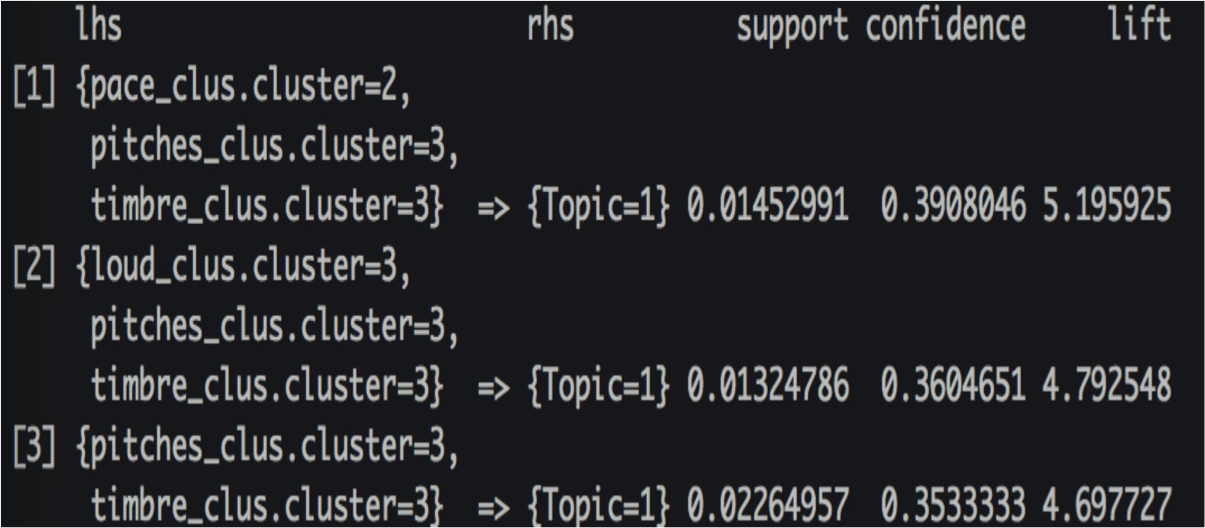 lhs rhs support confidence lift
[1] {pace_clus.cluster=2,
pitches_clus.cluster=3,
timbre_clus.cluster=3} => {Topic=1} 0.01452991 0.3908046 5.195925
[2] {loud_clus.cluster=3,
pitches_clus.cluster=3,
timbre_clus.cluster=3} => {Topic=1} 0.01324786 0.3604651 4.792548
[3] {pitches_clus.cluster=3,
timbre_clus.cluster=3} => {Topic=1} 0.02264957 0.3533333 4.697727